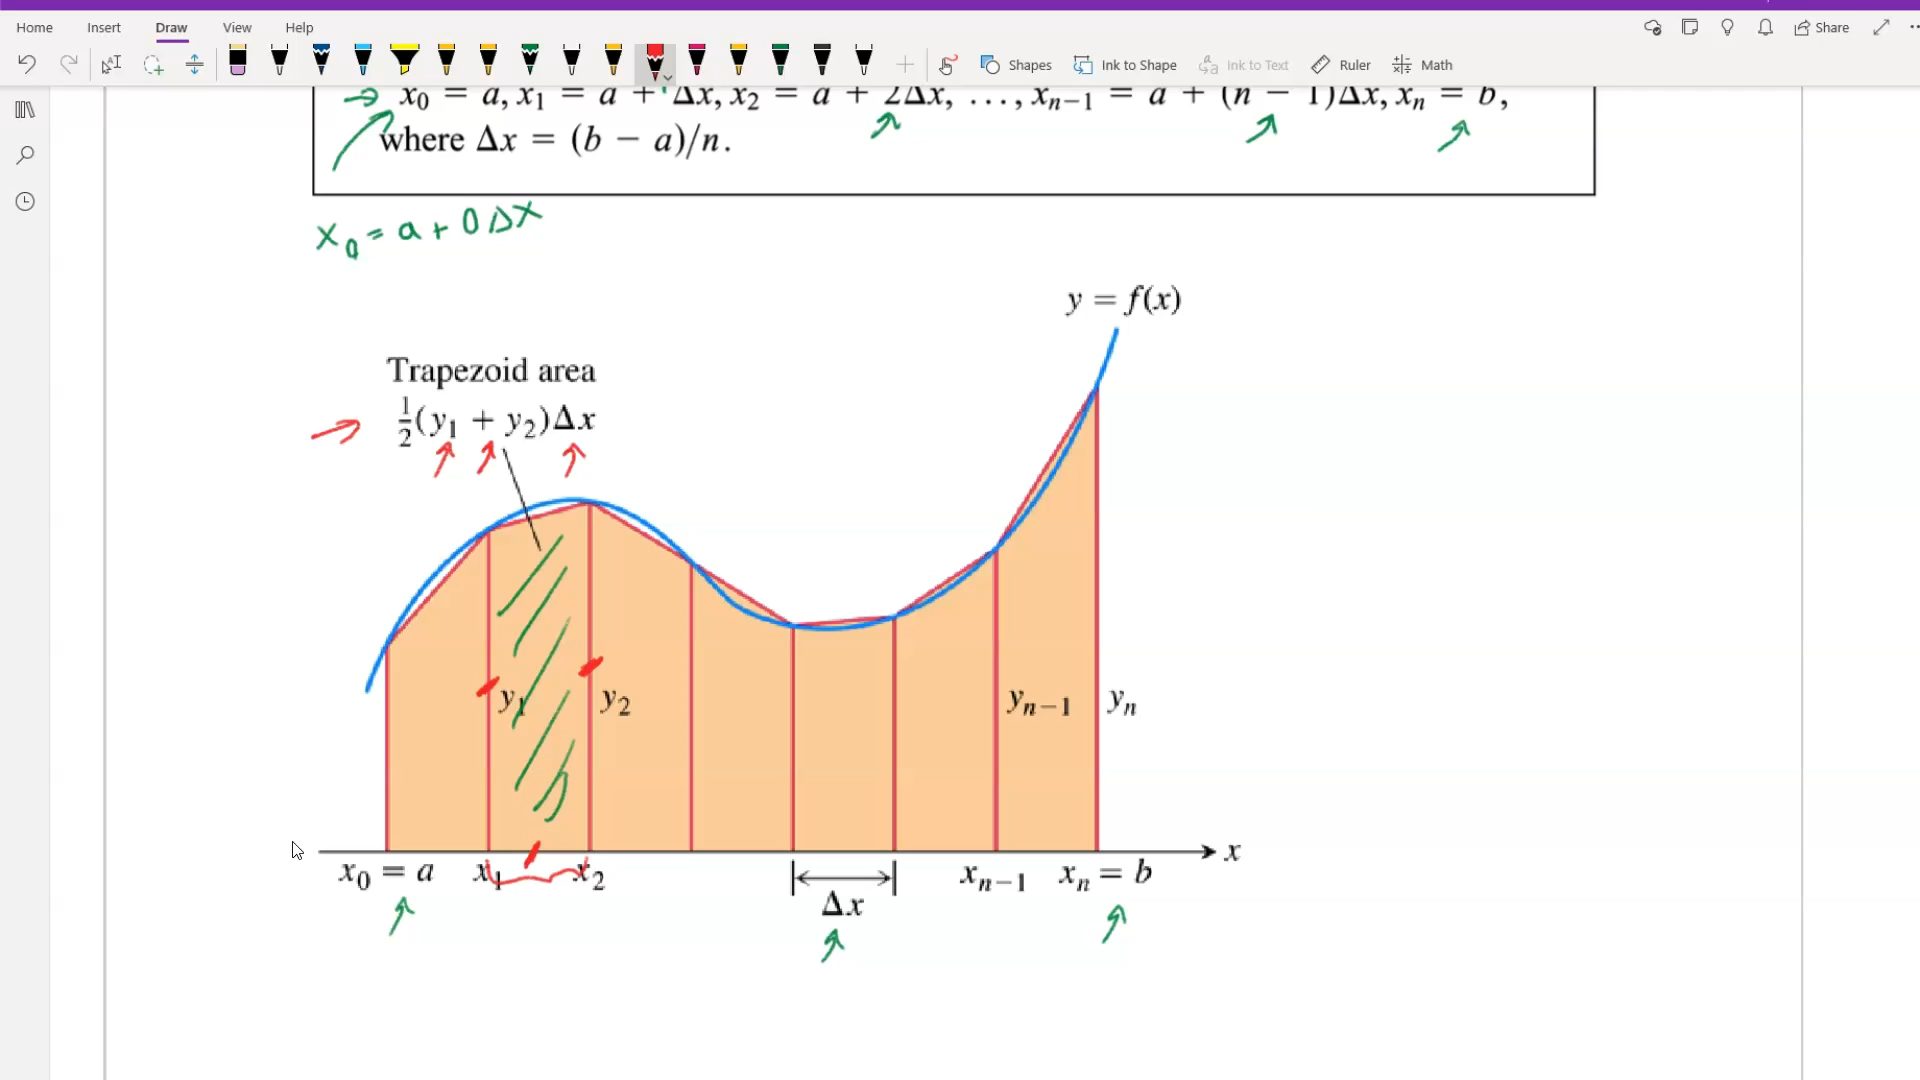 Home Insert Draw View Help Share
Shapes Ink to Shape Ink to Text Ruler Math
x₀ = a, x₁ = a + Δx, x₂ = a + 2Δx, …, xₙ₋₁ = a + (n − 1)Δx, xₙ = b,
where Δx = (b − a)/n.
x₀ = a + 0Δx
y = f(x)
Trapezoid area
½(y₁ + y₂)Δx
y₁ y₂ yₙ₋₁ yₙ
x
x₀ = a x₁ x₂ xₙ₋₁ xₙ = b
Δx